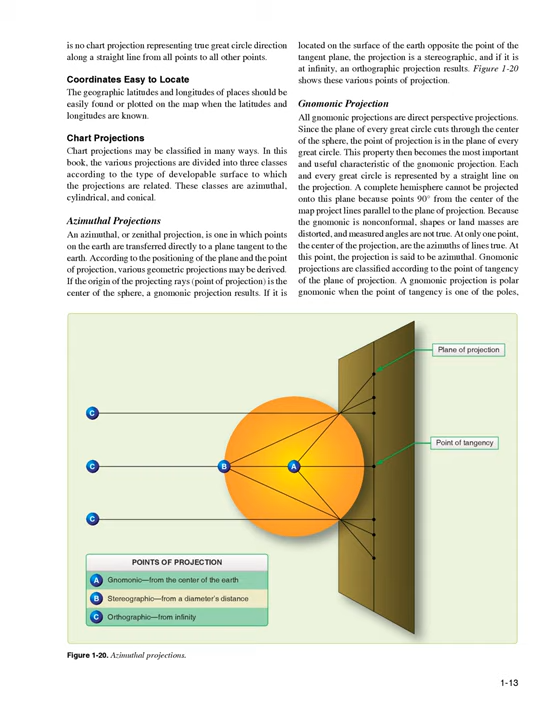 is no chart projection representing true great circle direction
along a straight line from all points to all other points.
Coordinates Easy to Locate
The geographic latitudes and longitudes of places should be
easily found or plotted on the map when the latitudes and
longitudes are known.
Chart Projections
Chart projections may be classified in many ways. In this
book, the various projections are divided into three classes
according to the type of developable surface to which
the projections are related. These classes are azimuthal,
cylindrical, and conical.
Azimuthal Projections
An azimuthal, or zenithal projection, is one in which points
on the earth are transferred directly to a plane tangent to the
earth. According to the positioning of the plane and the point
of projection, various geometric projections may be derived.
If the origin of the projecting rays (point of projection) is the
center of the sphere, a gnomonic projection results. If it is
located on the surface of the earth opposite the point of the
tangent plane, the projection is a stereographic, and if it is
at infinity, an orthographic projection results. Figure 1-20
shows these various points of projection.
Gnomonic Projection
All gnomonic projections are direct perspective projections.
Since the plane of every great circle cuts through the center
of the sphere, the point of projection is in the plane of every
great circle. This property then becomes the most important
and useful characteristic of the gnomonic projection. Each
and every great circle is represented by a straight line on
the projection. A complete hemisphere cannot be projected
onto this plane because points 90° from the center of the
map project lines parallel to the plane of projection. Because
the gnomonic is nonconformal, shapes or land masses are
distorted, and measured angles are not true. At only one point,
the center of the projection, are the azimuths of lines true. At
this point, the projection is said to be azimuthal. Gnomonic
projections are classified according to the point of tangency
of the plane of projection. A gnomonic projection is polar
gnomonic when the point of tangency is one of the poles,
Plane of projection
C
Point of tangency
C
B
A
C
POINTS OF PROJECTION
A Gnomonic—from the center of the earth
B Stereographic—from a diameter's distance
C Orthographic—from infinity
Figure 1-20. Azimuthal projections.
1-13